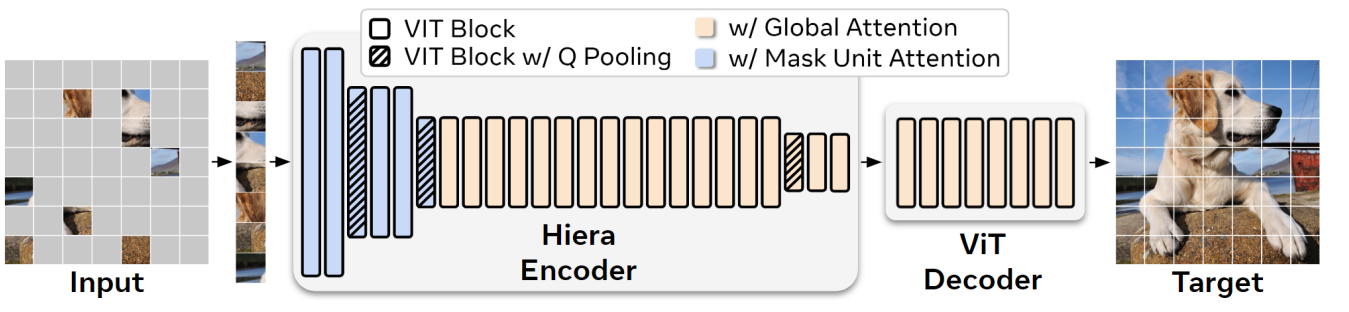 VIT Block
w/ Global Attention
VIT Block w/ Q Pooling
w/ Mask Unit Attention
Input
Hiera
Encoder
ViT
Decoder
Target